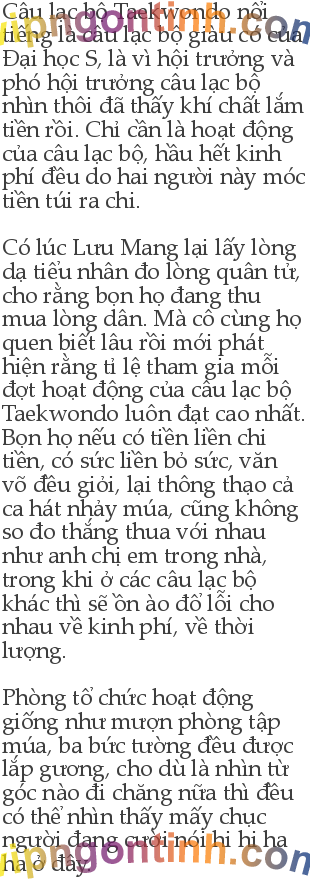 Câu lạc bộ Taekwondo nổi
tiếng là câu lạc bộ giàu có của
Đại học S, là vì hội trưởng và
phó hội trưởng câu lạc bộ
nhìn thôi đã thấy khí chất lắm
tiền rồi. Chỉ cần là hoạt động
của câu lạc bộ, hầu hết kinh
phí đều do hai người này móc
tiền túi ra chi.
Có lúc Lưu Mang lại lấy lòng
dạ tiểu nhân đo lòng quân tử,
cho rằng bọn họ đang thu
mua lòng dân. Mà cô cùng họ
quen biết lâu rồi mới phát
hiện rằng tỉ lệ tham gia mỗi
đợt hoạt động của câu lạc bộ
Taekwondo luôn đạt cao nhất.
Bọn họ nếu có tiền liền chi
tiền, có sức liền bỏ sức, văn
võ đều giỏi, lại thông thạo cả
ca hát nhảy múa, cũng không
so đo thắng thua với nhau
như anh chị em trong nhà,
trong khi ở các câu lạc bộ
khác thì sẽ ồn ào đổ lỗi cho
nhau về kinh phí, về thời
lượng.
Phòng tổ chức hoạt động
giống như mượn phòng tập
múa, ba bức tường đều được
lắp gương, cho dù là nhìn từ
góc nào đi chăng nữa thì đều
có thể nhìn thấy mấy chục
người đang cười nói hi hi ha
ha ở đây.
vipngontinh.com
vipngontinh.com